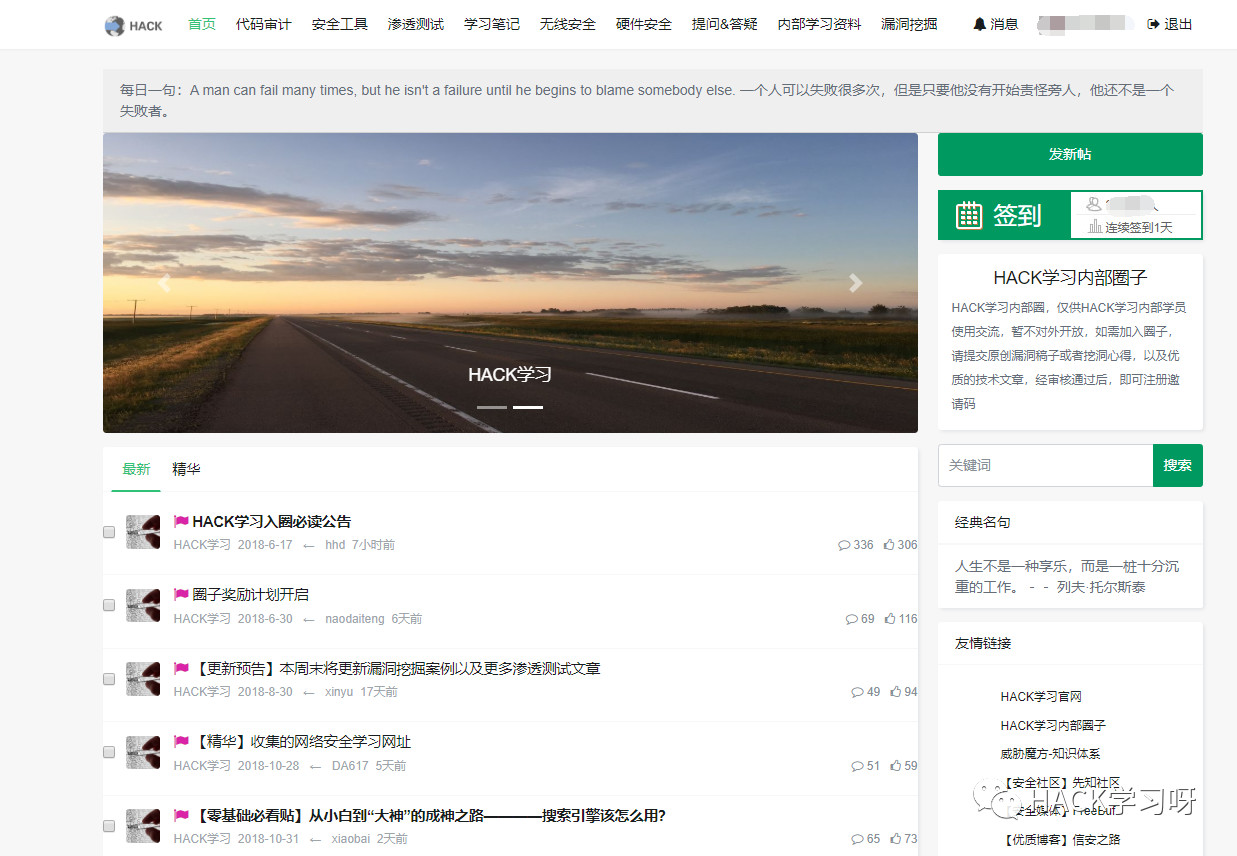 HACK 首页 代码审计 安全工具 渗透测试 学习笔记 无线安全 硬件安全 提问&答疑 内部学习资料 漏洞挖掘 消息 退出
每日一句：A man can fail many times, but he isn't a failure until he begins to blame somebody else. 一个人可以失败很多次，但是只要他没有开始责怪旁人，他还不是一个
失败者。
发新帖
签到
连续签到1天
HACK学习内部圈子
HACK学习内部圈，仅供HACK学习内部学员
使用交流，暂不对外开放，如需加入圈子，
请提交原创漏洞稿子或者挖洞心得，以及优
质的技术文章，经审核通过后，即可注册邀
请码
HACK学习
关键词 搜索
最新 精华
HACK学习入圈必读公告
HACK学习 2018-6-17 ← hhd 7小时前 336 306
圈子奖励计划开启
HACK学习 2018-6-30 ← naodaiteng 6天前 69 116
【更新预告】本周末将更新漏洞挖掘案例以及更多渗透测试文章
HACK学习 2018-8-30 ← xinyu 17天前 49 94
【精华】收集的网络安全学习网址
HACK学习 2018-10-28 ← DA617 5天前 51 59
【零基础必看贴】从小白到“大神”的成神之路————搜索引擎该怎么用?
HACK学习 2018-10-31 ← xiaobai 2天前 65 73
经典名句
人生不是一种享乐，而是一桩十分沉
重的工作。 - - 列夫·托尔斯泰
友情链接
HACK学习官网
HACK学习内部圈子
威胁魔方-知识体系
【安全社区】先知社区
【安全媒体】FreeBuf
【优质博客】信安之路
HACK学习呀